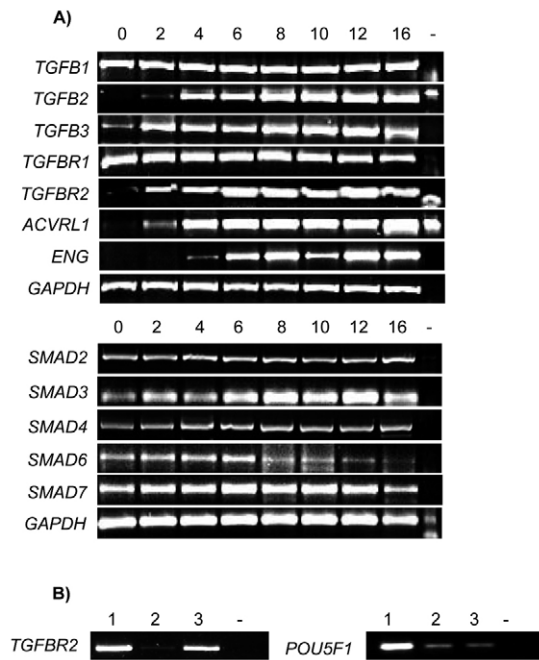 A)
0 2 4 6 8 10 12 16 -
TGFB1
TGFB2
TGFB3
TGFBR1
TGFBR2
ACVRL1
ENG
GAPDH
0 2 4 6 8 10 12 16 -
SMAD2
SMAD3
SMAD4
SMAD6
SMAD7
GAPDH
B)
1 2 3 - 1 2 3 -
TGFBR2 POU5F1